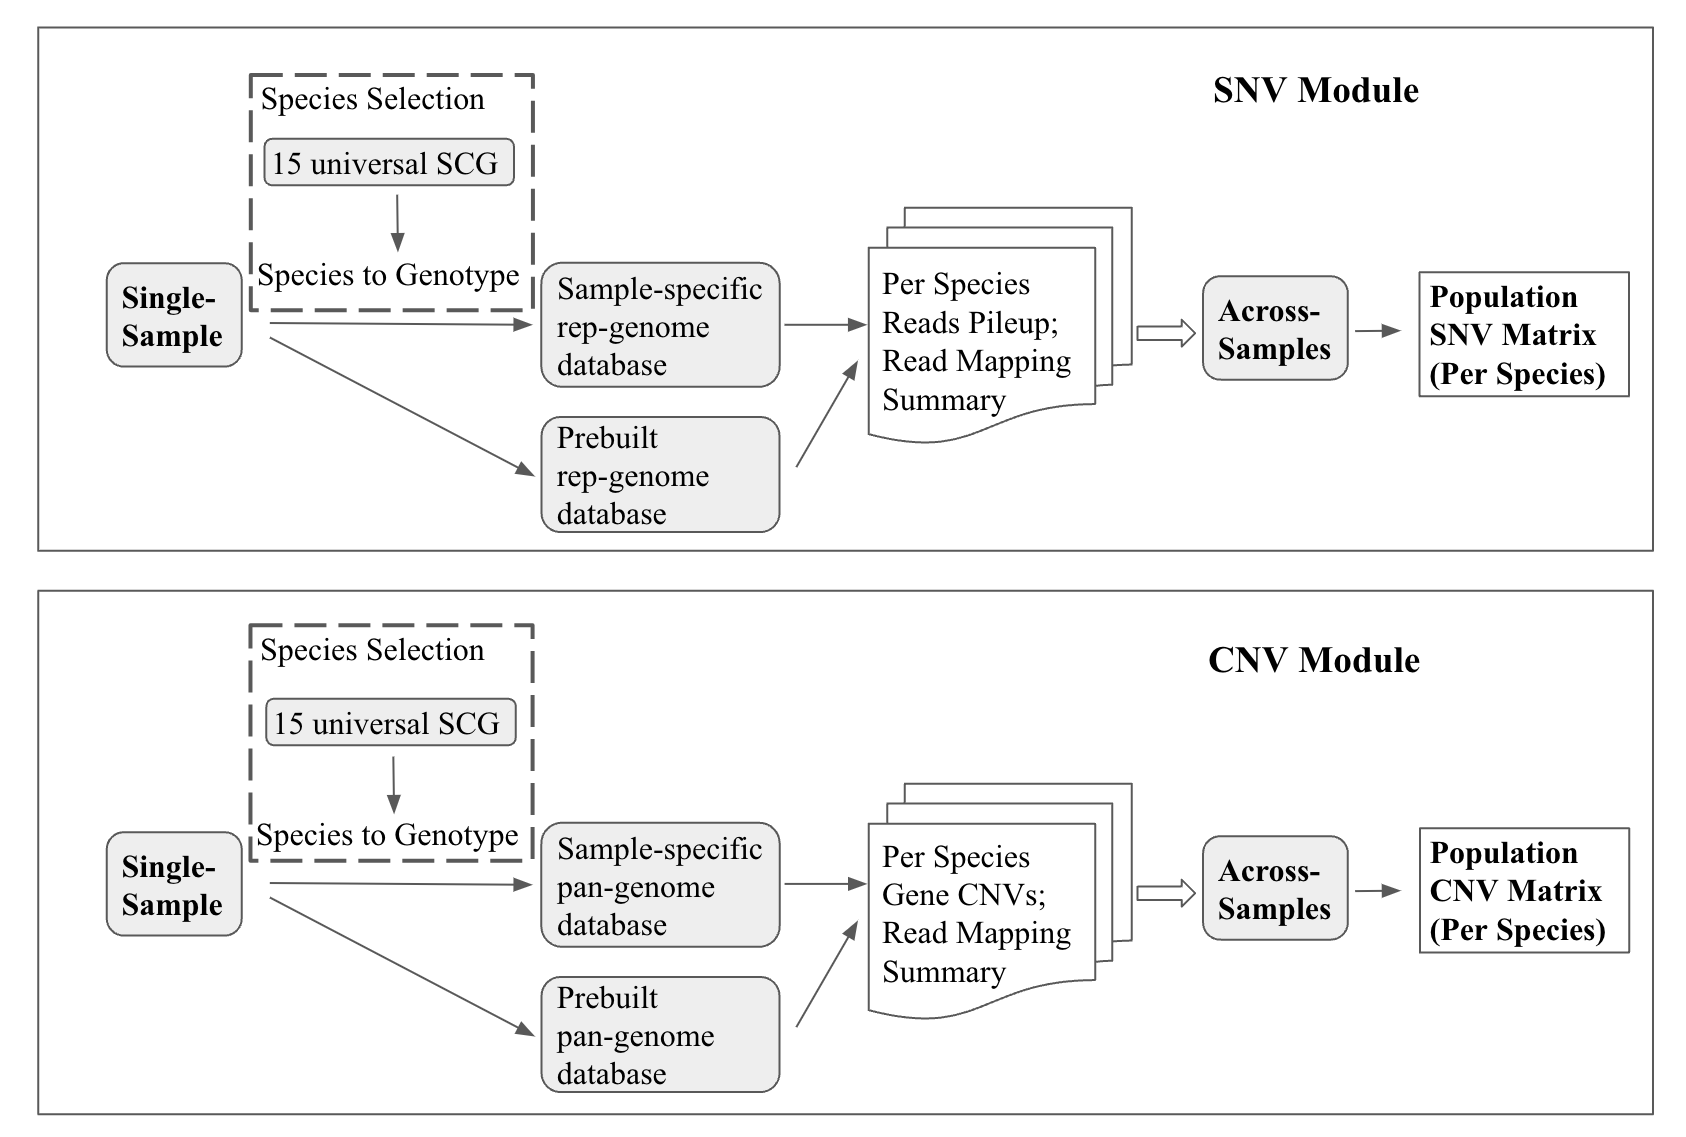 SNV Module
Species Selection
15 universal SCG
Species to Genotype
Single-
Sample
Sample-specific
rep-genome
database
Prebuilt
rep-genome
database
Per Species
Reads Pileup;
Read Mapping
Summary
Across-
Samples
Population
SNV Matrix
(Per Species)
CNV Module
Species Selection
15 universal SCG
Species to Genotype
Single-
Sample
Sample-specific
pan-genome
database
Prebuilt
pan-genome
database
Per Species
Gene CNVs;
Read Mapping
Summary
Across-
Samples
Population
CNV Matrix
(Per Species)